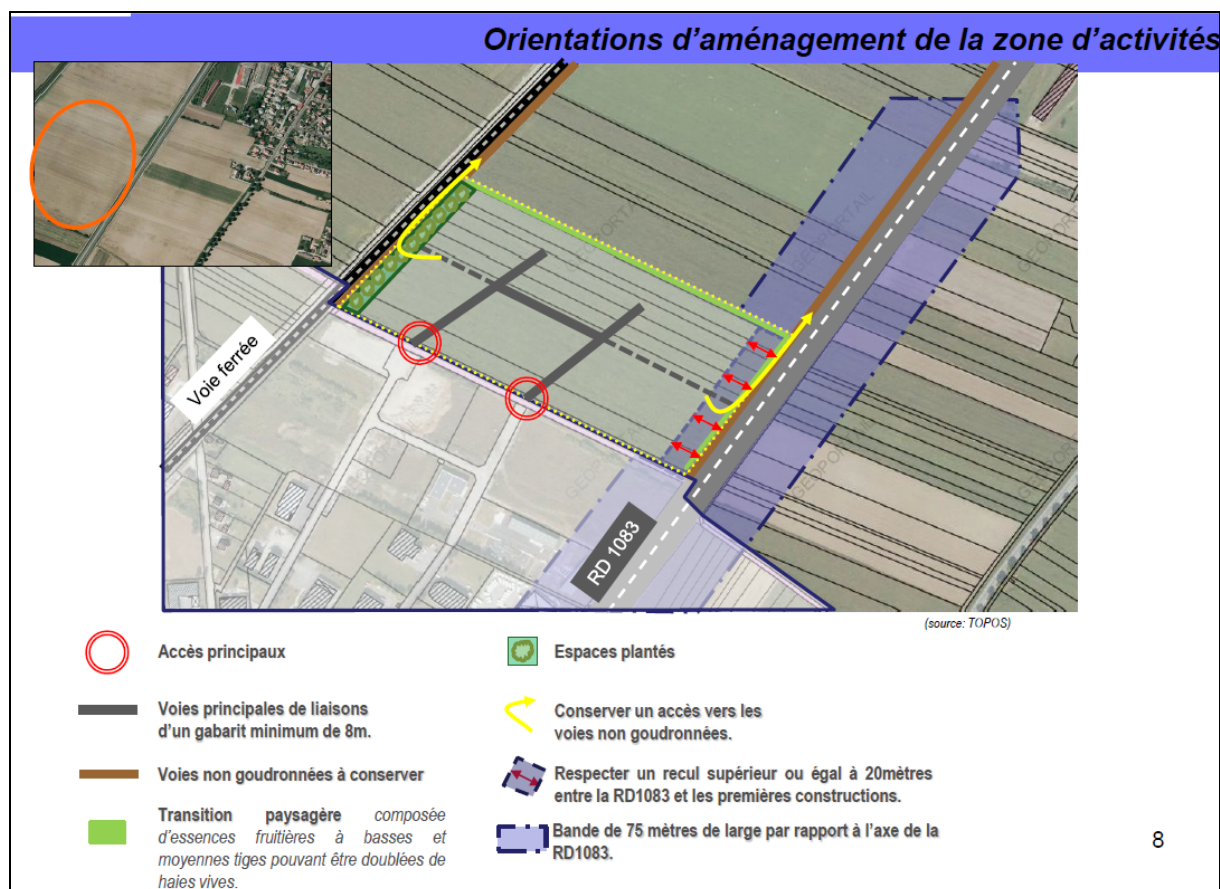 Orientations d'aménagement de la zone d'activités
GEOPORTAIL
GEOPORTAIL
GEOPORTAIL
GEOPORTAIL
Voie ferrée
RD 1083
(source: TOPOS)
Accès principaux
Voies principales de liaisons
d'un gabarit minimum de 8m.
Voies non goudronnées à conserver
Transition paysagère composée
d'essences fruitières à basses et
moyennes tiges pouvant être doublées de
haies vives.
Espaces plantés
Conserver un accès vers les
voies non goudronnées.
Respecter un recul supérieur ou égal à 20mètres
entre la RD1083 et les premières constructions.
Bande de 75 mètres de large par rapport à l'axe de la
RD1083.
8